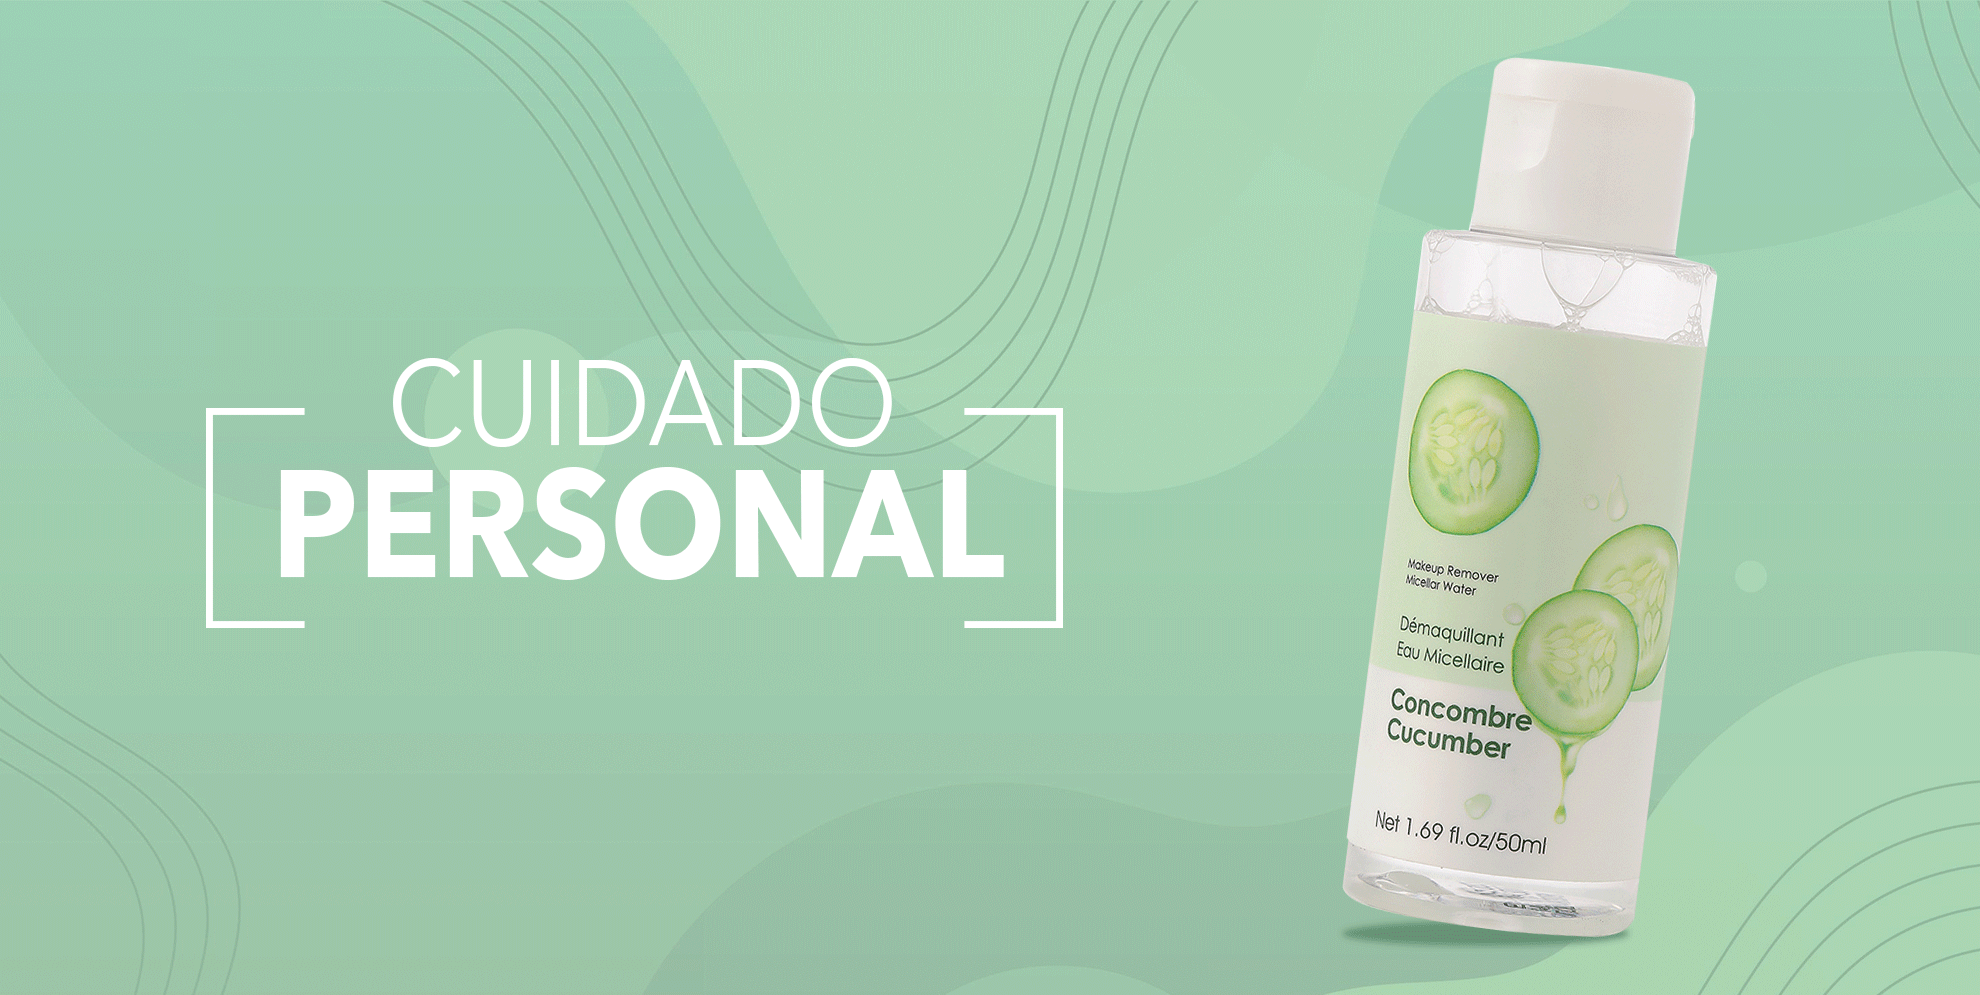 CUIDADO
PERSONAL
Makeup Remover
Micellar Water
Démaquillant
Eau Micellaire
Concombre
Cucumber
Net 1.69 fl.oz/50ml